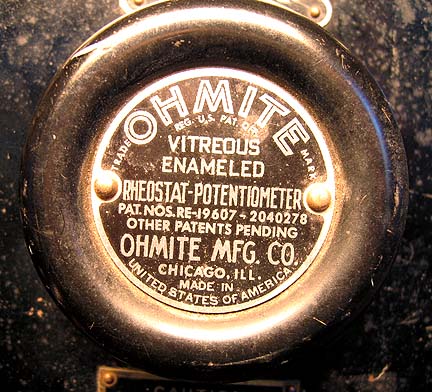 OHMITE
TRADE MARK
REG. U.S. PAT. OFF.
VITREOUS
ENAMELED
RHEOSTAT-POTENTIOMETER
PAT. NOS. RE-19607-2040278
OTHER PATENTS PENDING
OHMITE MFG. CO.
CHICAGO, ILL.
MADE IN
UNITED STATES OF AMERICA